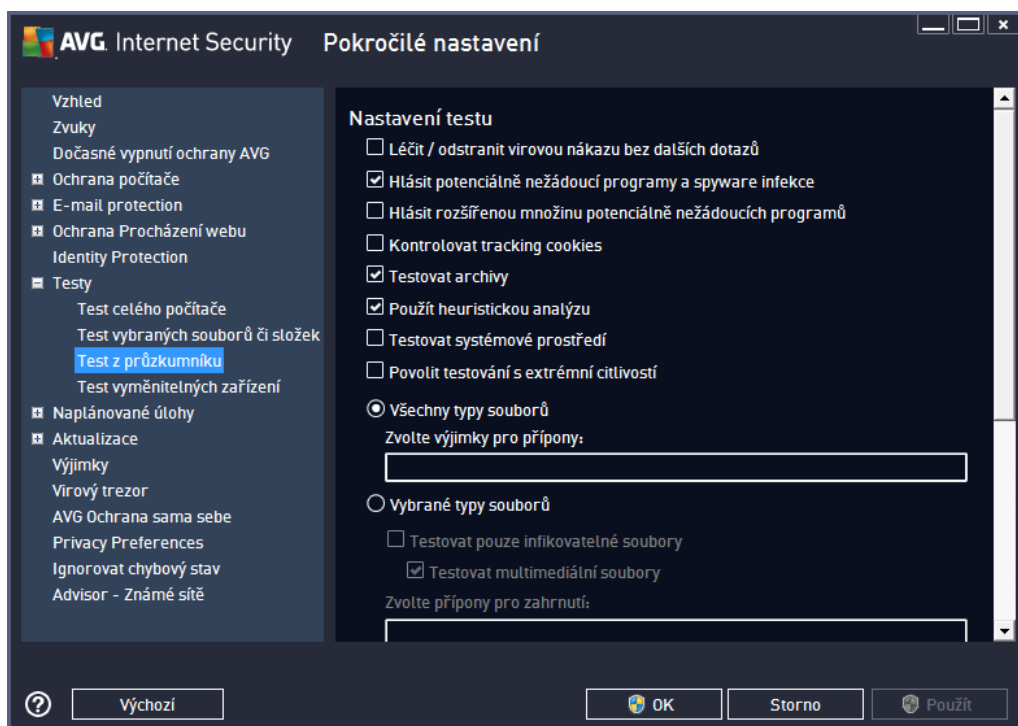 AVG. Internet Security Pokročilé nastavení
Vzhled
Zvuky
Dočasné vypnutí ochrany AVG
Ochrana počítače
E-mail protection
Ochrana Procházení webu
Identity Protection
Testy
Test celého počítače
Test vybraných souborů či složek
Test z průzkumníku
Test vyměnitelných zařízení
Naplánované úlohy
Aktualizace
Výjimky
Virový trezor
AVG Ochrana sama sebe
Privacy Preferences
Ignorovat chybový stav
Advisor - Známé sítě
Nastavení testu
Léčit / odstranit virovou nákazu bez dalších dotazů
Hlásit potenciálně nežádoucí programy a spyware infekce
Hlásit rozšířenou množinu potenciálně nežádoucích programů
Kontrolovat tracking cookies
Testovat archivy
Použít heuristickou analýzu
Testovat systémové prostředí
Povolit testování s extrémní citlivostí
Všechny typy souborů
Zvolte výjimky pro přípony:
Vybrané typy souborů
Testovat pouze infikovatelné soubory
Testovat multimediální soubory
Zvolte přípony pro zahrnutí:
? Výchozí OK Storno Použít